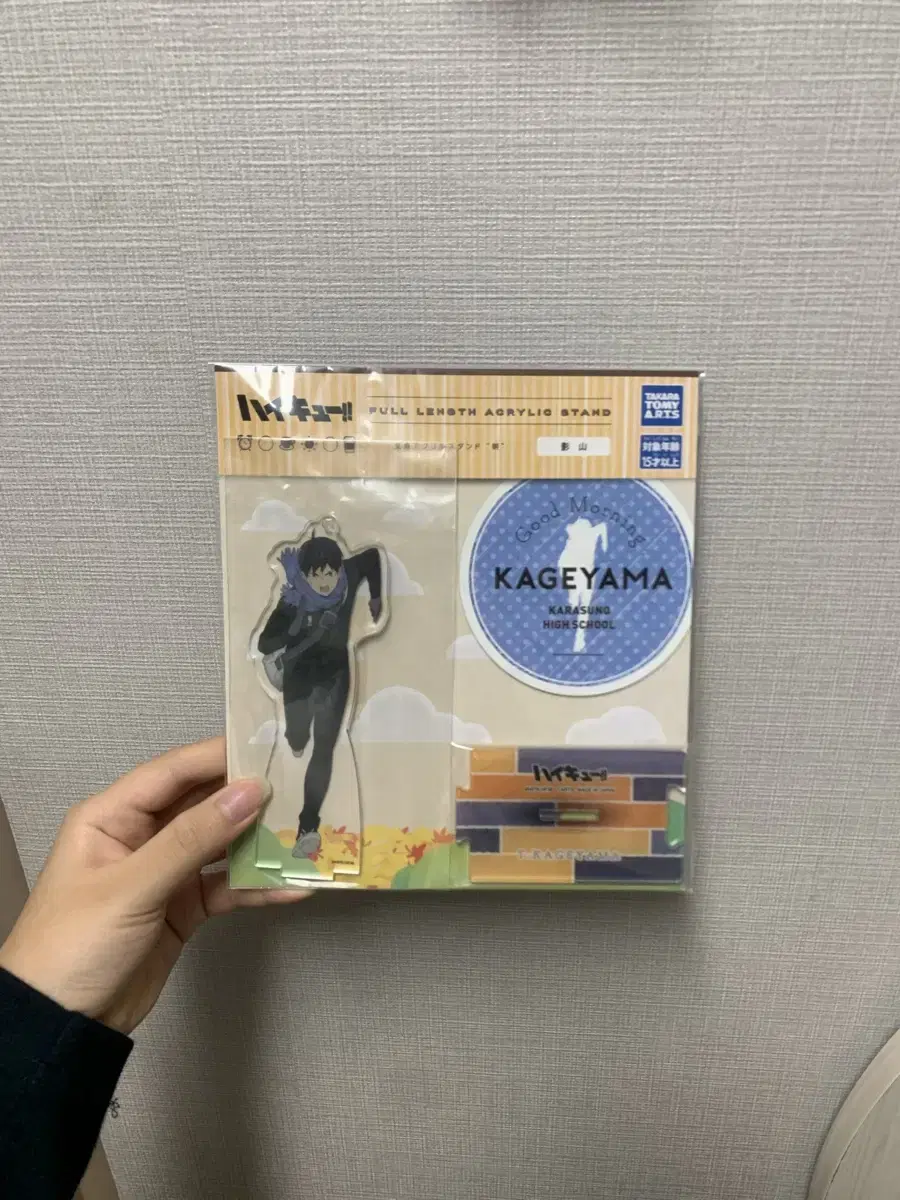 ハイキュー!!
FULL LENGTH ACRYLIC STAND
影山
TAKARA
TOMY
ARTS
対象年齢
15才以上
Good Morning
KAGEYAMA
KARASUNO
HIGH SCHOOL
ハイキュー!!
T.KAGEYAMA